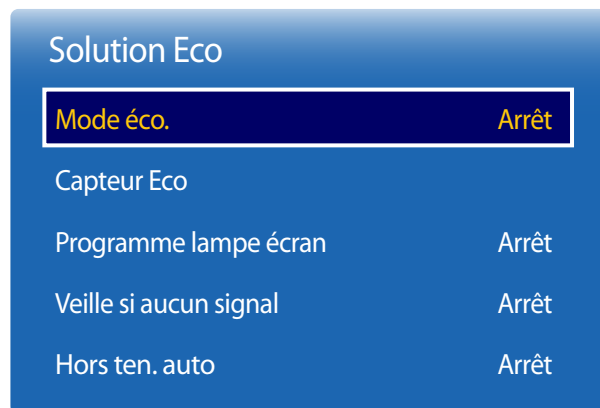 Solution Eco
Mode éco. Arrêt
Capteur Eco
Programme lampe écran Arrêt
Veille si aucun signal Arrêt
Hors ten. auto Arrêt